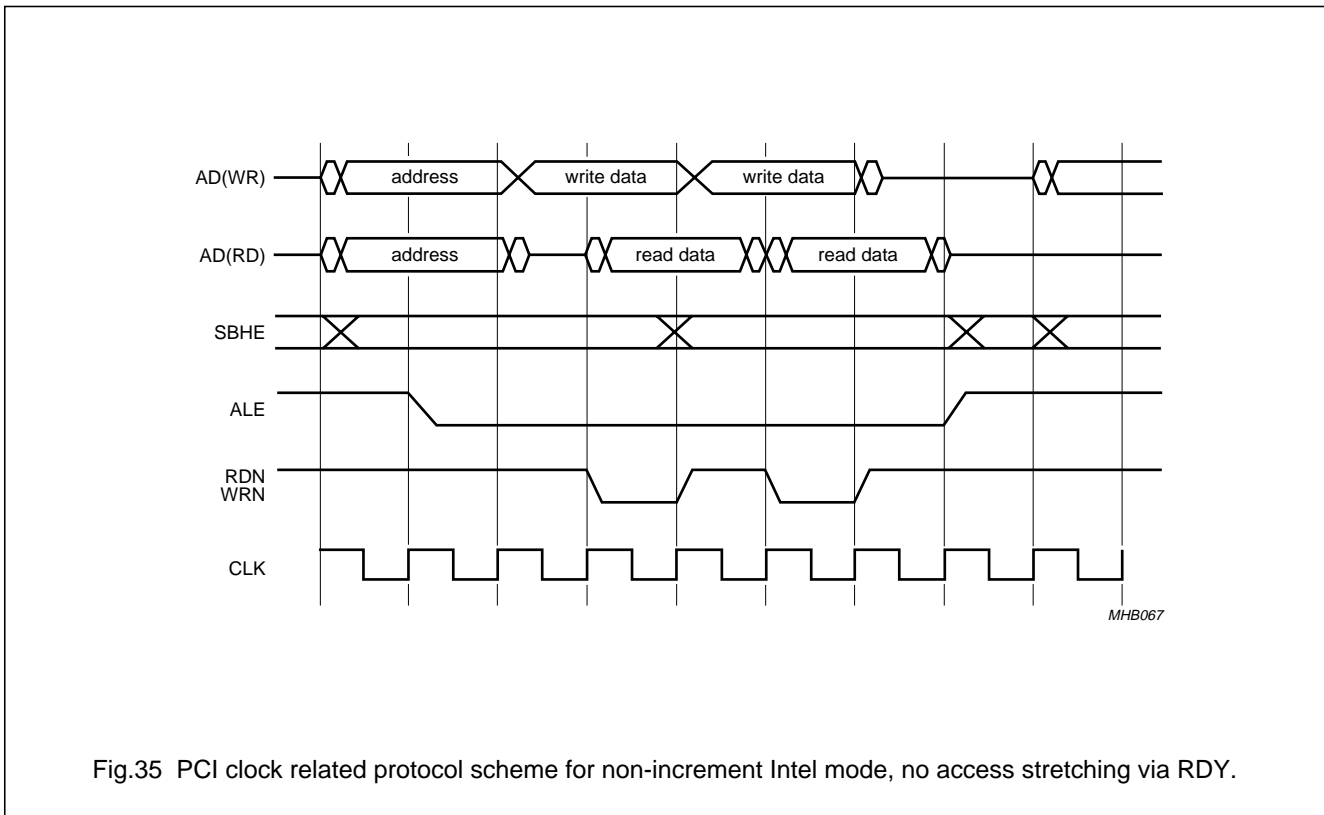 AD(WR) address write data write data
AD(RD) address read data read data
SBHE
ALE
RDN
WRN
CLK
MHB067
Fig.35 PCI clock related protocol scheme for non-increment Intel mode, no access stretching via RDY.